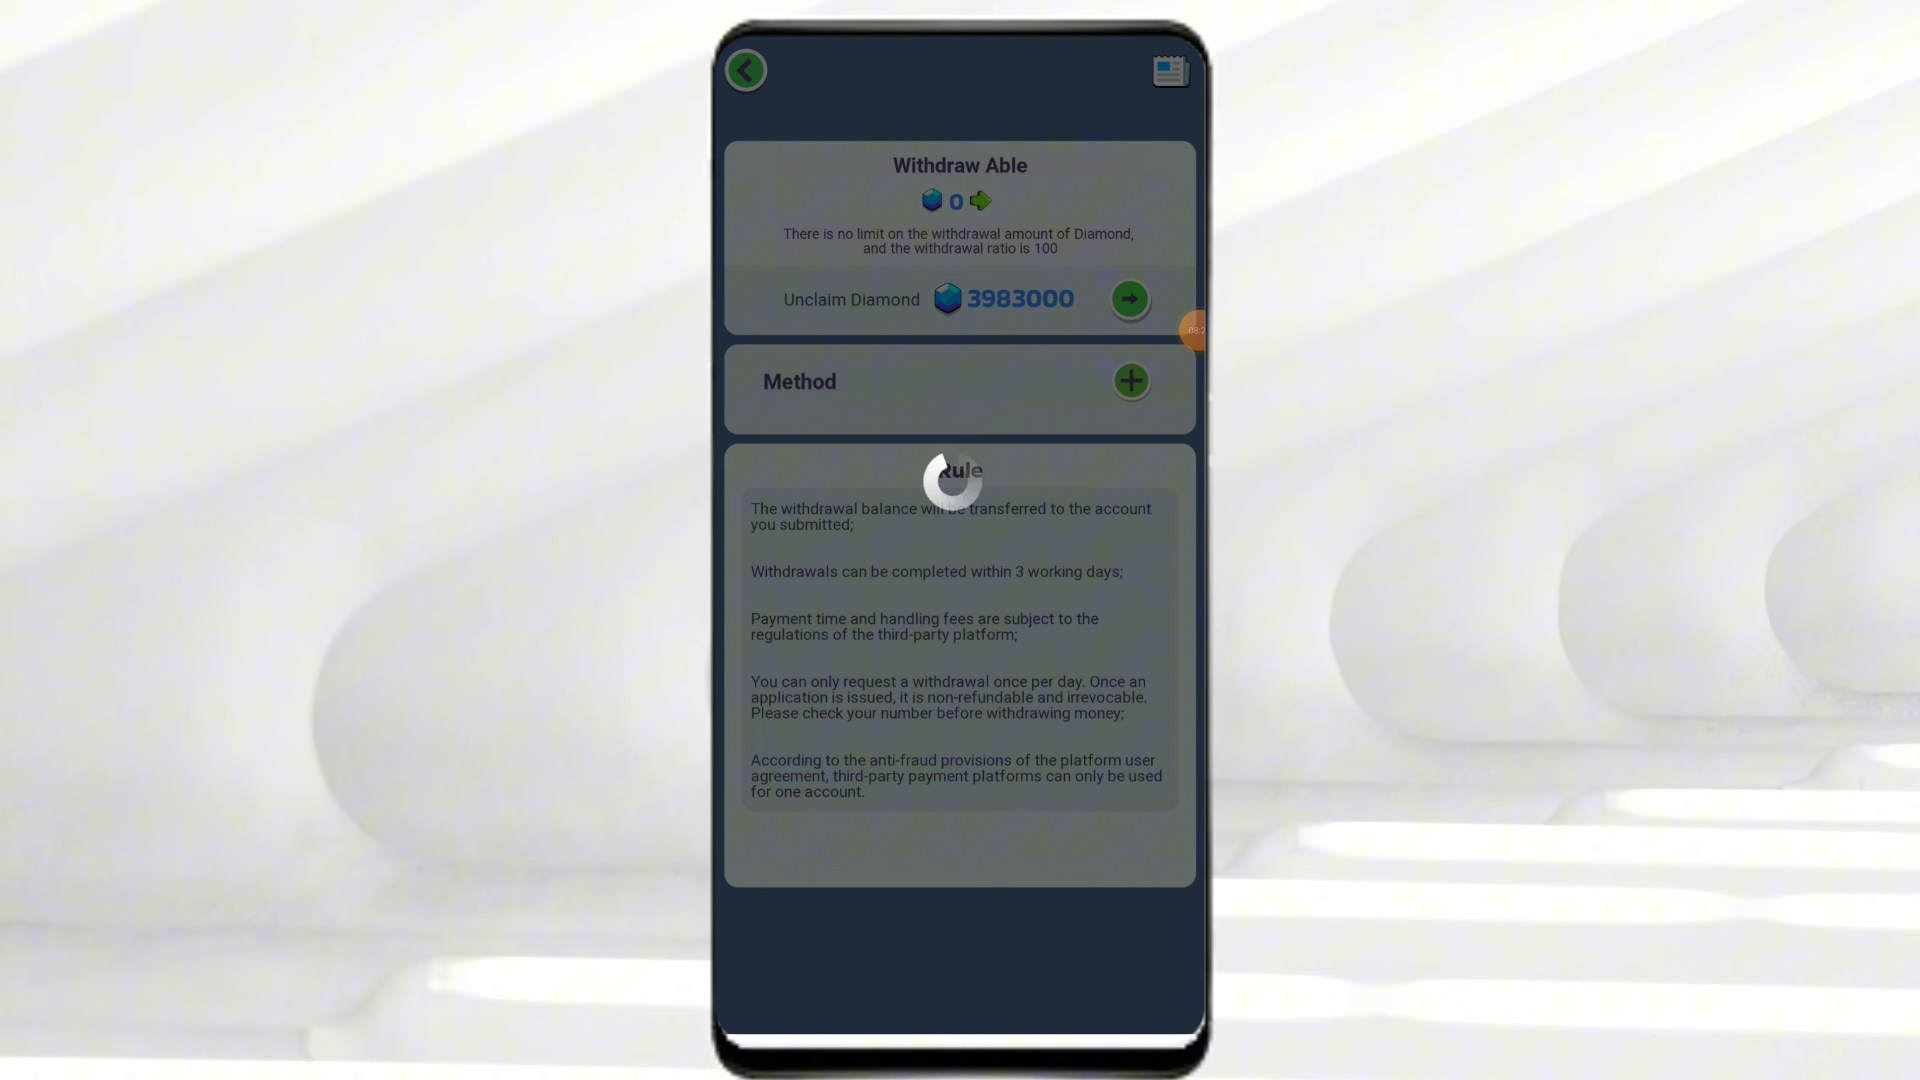 Withdraw Able
0
There is no limit on the withdrawal amount of Diamond,
and the withdrawal ratio is 100
Unclaim Diamond 3983000
Method
Rule
The withdrawal balance will be transferred to the account
you submitted;
Withdrawals can be completed within 3 working days;
Payment time and handling fees are subject to the
regulations of the third-party platform;
You can only request a withdrawal once per day. Once an
application is issued, it is non-refundable and irrevocable.
Please check your number before withdrawing money;
According to the anti-fraud provisions of the platform user
agreement, third-party payment platforms can only be used
for one account.